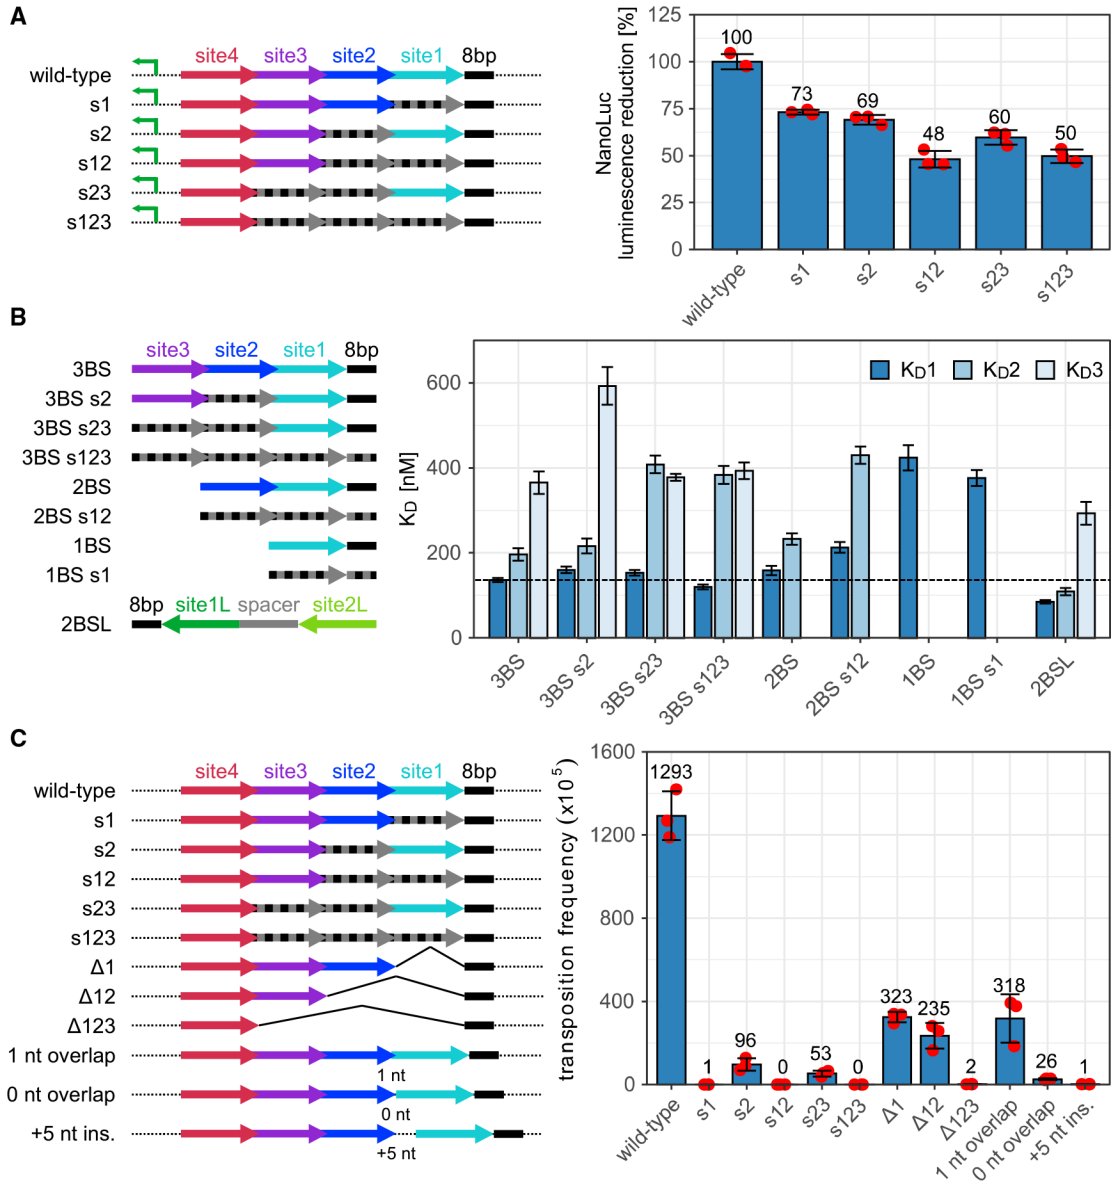 A
site4 site3 site2 site1 8bp
wild-type
s1
s2
s12
s23
s123
NanoLuc
luminescence reduction [%]
125
100
75
50
25
0
100
73
69
48
60
50
wild-type s1 s2 s12 s23 s123
B
site3 site2 site1 8bp
3BS
3BS s2
3BS s23
3BS s123
2BS
2BS s12
1BS
1BS s1
8bp site1L spacer site2L
2BSL
KD [nM]
600
400
200
0
KD1 KD2 KD3
3BS 3BS s2 3BS s23 3BS s123 2BS 2BS s12 1BS 1BS s1 2BSL
C
site4 site3 site2 site1 8bp
wild-type
s1
s2
s12
s23
s123
Δ1
Δ12
Δ123
1 nt overlap
1 nt
0 nt overlap
0 nt
+5 nt ins.
+5 nt
transposition frequency (x10⁵)
1600
1200
800
400
0
1293
1
96
0
53
0
323
235
2
318
26
1
wild-type s1 s2 s12 s23 s123 Δ1 Δ12 Δ123 1 nt overlap 0 nt overlap +5 nt ins.